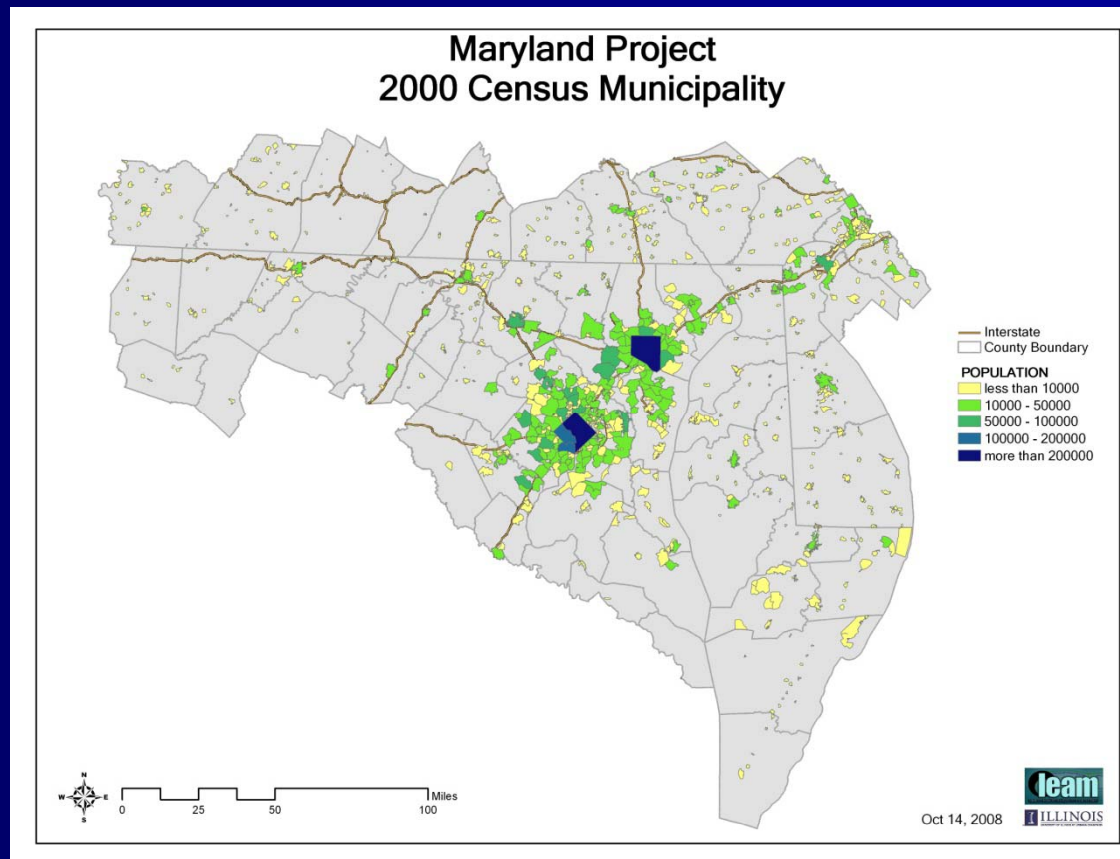 Maryland Project
2000 Census Municipality
Interstate
County Boundary
POPULATION
less than 10000
10000 - 50000
50000 - 100000
100000 - 200000
more than 200000
N
W E
S
Miles
0 25 50 100
Oct 14, 2008
leam
ILLINOIS